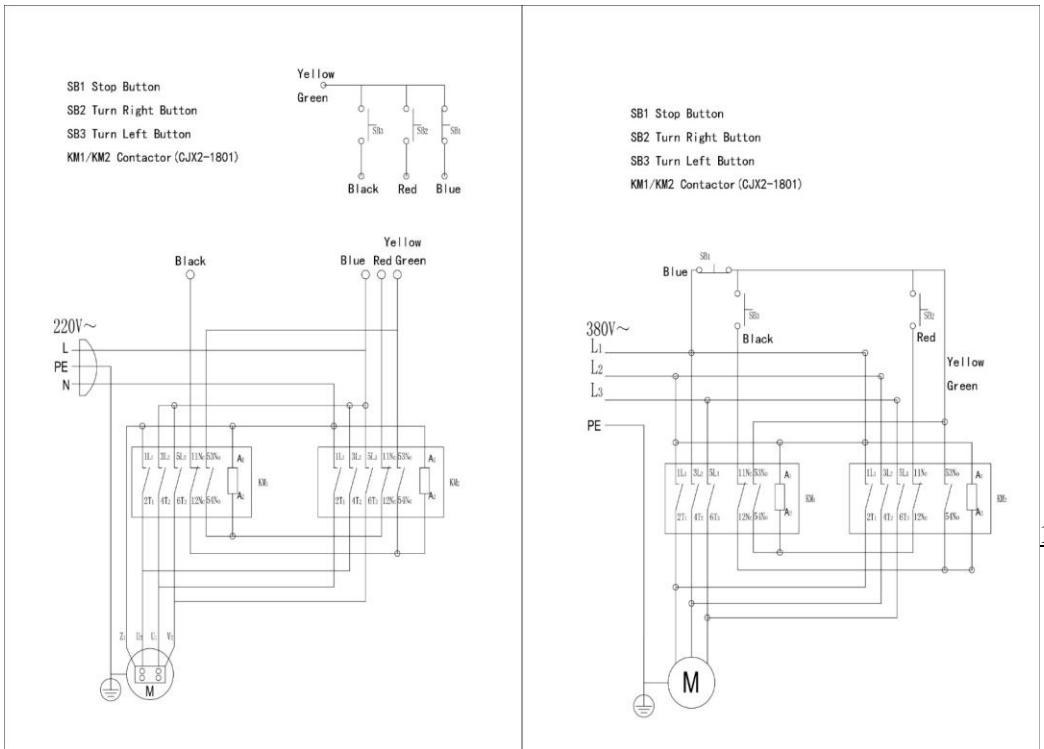 SB1 Stop Button
SB2 Turn Right Button
SB3 Turn Left Button
KM1/KM2 Contactor(CJX2-1801)
Yellow
Green
SB3 SB2 SB1
Black Red Blue
Yellow
Black Blue Red Green
220V~
L
PE
N
1L1 3L2 5L3 11Nc 53No A1
KM1
2T1 4T2 6T3 12Nc 54No A2
1L1 3L2 5L3 11Nc 53No A1
KM2
2T1 4T2 6T3 12Nc 54No A2
Z1 U2 U1 V2
M
SB1 Stop Button
SB2 Turn Right Button
SB3 Turn Left Button
KM1/KM2 Contactor(CJX2-1801)
SB1
Blue
SB3 SB2
Black Red
380V~
L1
L2
L3
PE
Yellow
Green
1L1 3L2 5L3 11Nc 53No A1
KM1
2T1 4T2 6T3 12Nc 54No A2
1L1 3L2 5L3 11Nc 53No A1
KM2
2T1 4T2 6T3 12Nc 54No A2
M